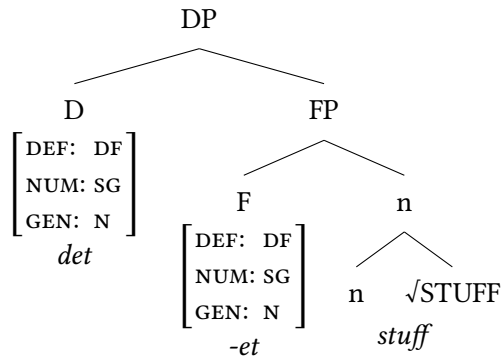 DP
D FP
DEF: DF
NUM: SG
GEN: N
det
F n
DEF: DF
NUM: SG
GEN: N
-et
n √STUFF
stuff